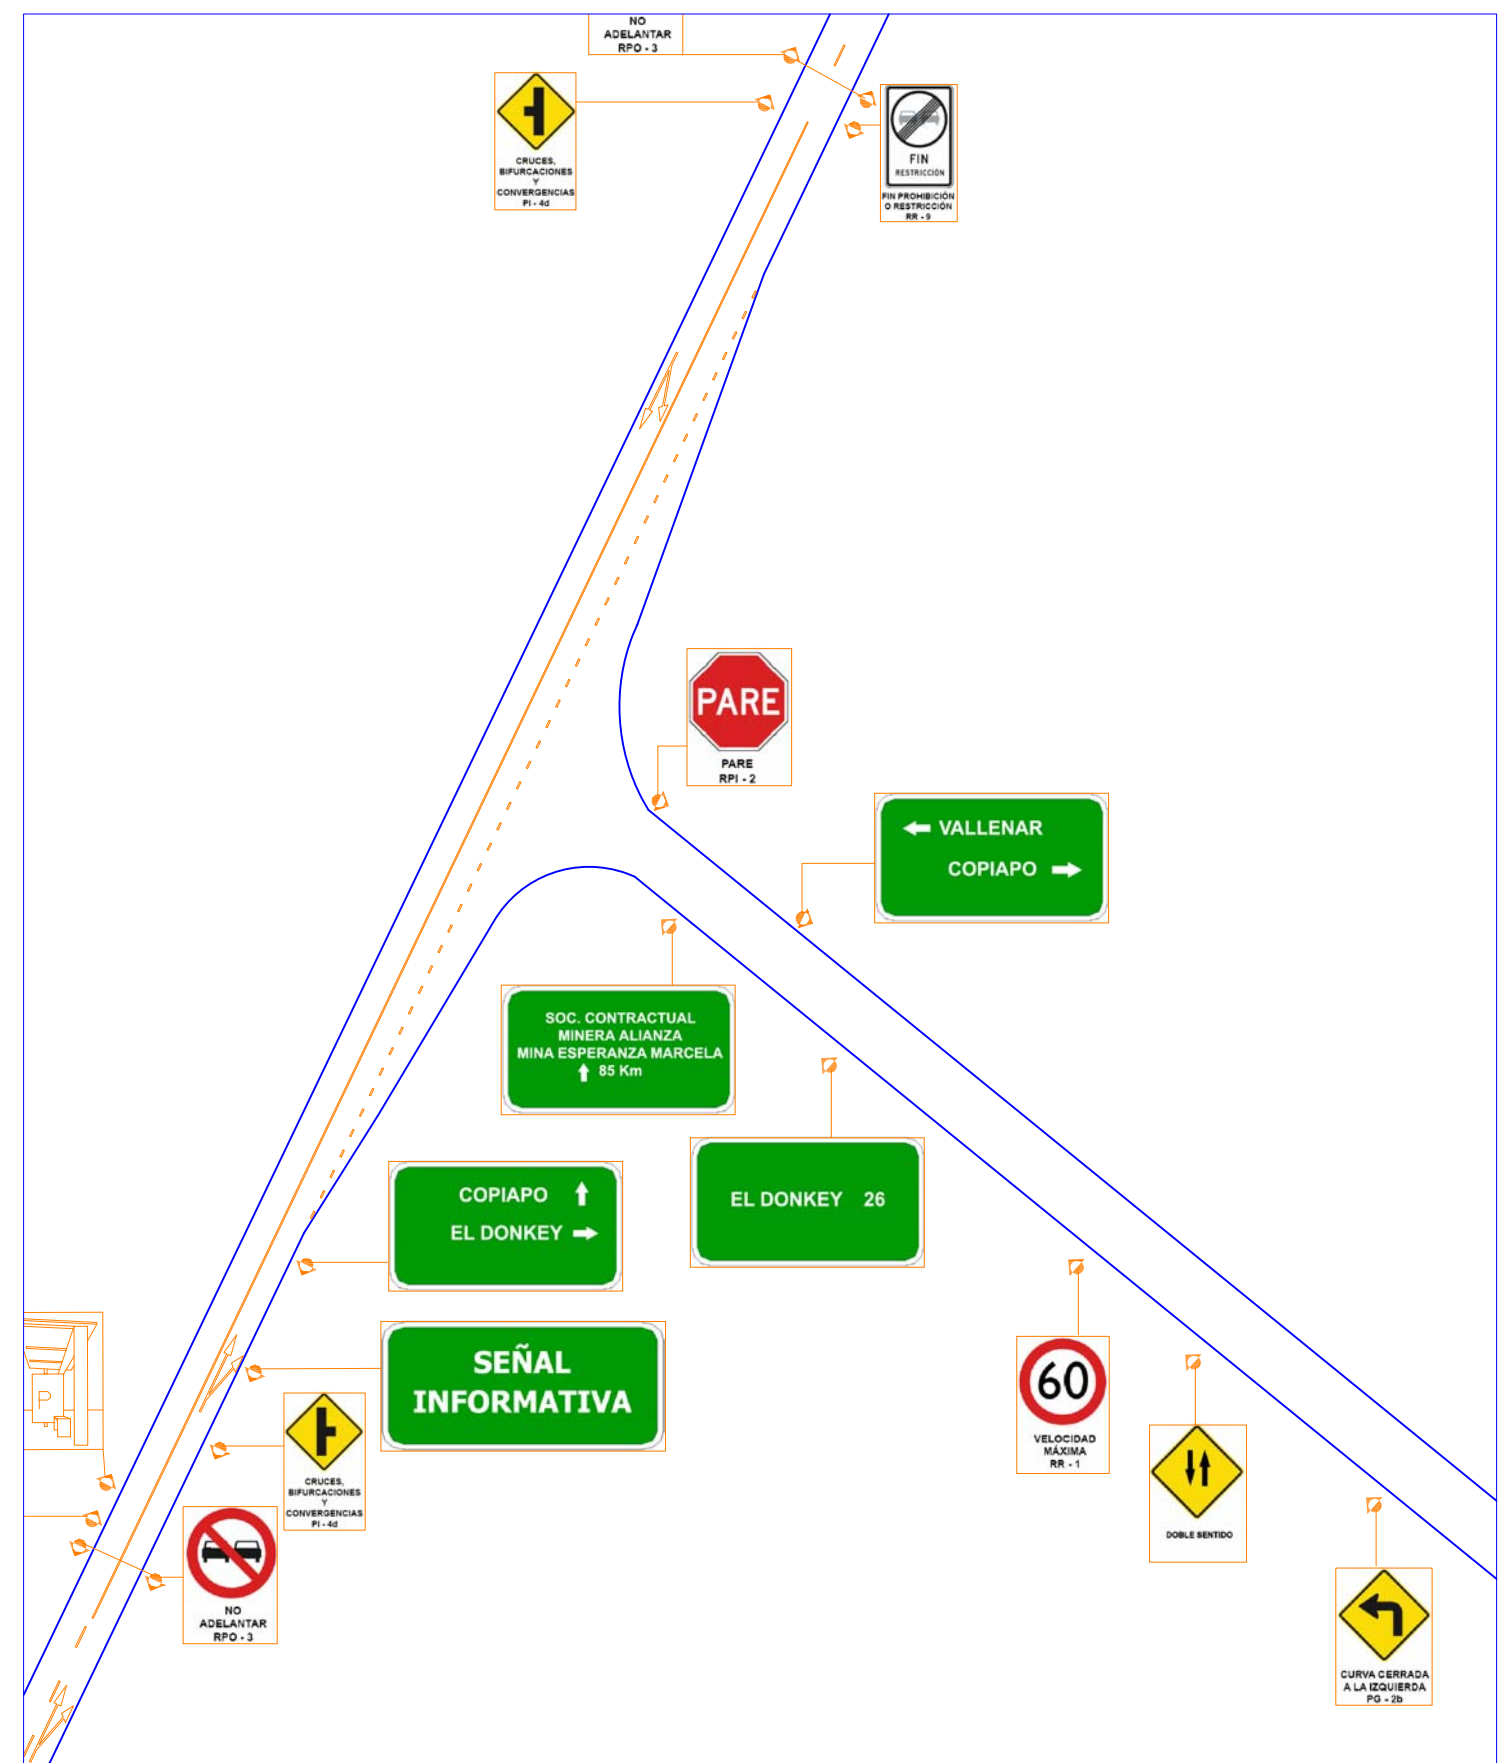 NO
ADELANTAR
RPO - 3
CRUCES,
BIFURCACIONES
Y
CONVERGENCIAS
PI - 4d
FIN
RESTRICCIÓN
FIN PROHIBICIÓN
O RESTRICCIÓN
RR - 9
PARE
PARE
RPI - 2
VALLENAR
COPIAPO
SOC. CONTRACTUAL
MINERA ALIANZA
MINA ESPERANZA MARCELA
85 Km
EL DONKEY 26
COPIAPO
EL DONKEY
SEÑAL
INFORMATIVA
P
CRUCES,
BIFURCACIONES
Y
CONVERGENCIAS
PI - 4d
NO
ADELANTAR
RPO - 3
60
VELOCIDAD
MÁXIMA
RR - 1
DOBLE SENTIDO
CURVA CERRADA
A LA IZQUIERDA
PG - 2b